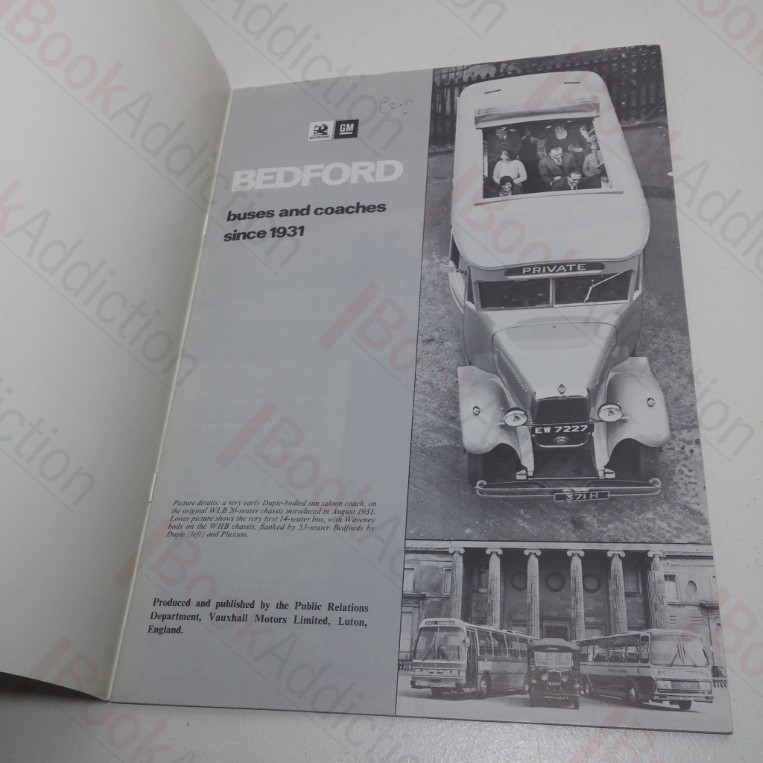 GM
BEDFORD
buses and coaches
since 1931
PRIVATE
EW 7227
Picture details: a very early Duple-bodied sun saloon coach, on
the original WLB 20-seater chassis introduced in August 1931.
Lower picture shows the very first 14-seater bus, with Waveney
body on the WHB chassis, flanked by 53-seater Bedfords by
Duple (left) and Plaxton.
Produced and published by the Public Relations
Department, Vauxhall Motors Limited, Luton,
England.
BookAddiction